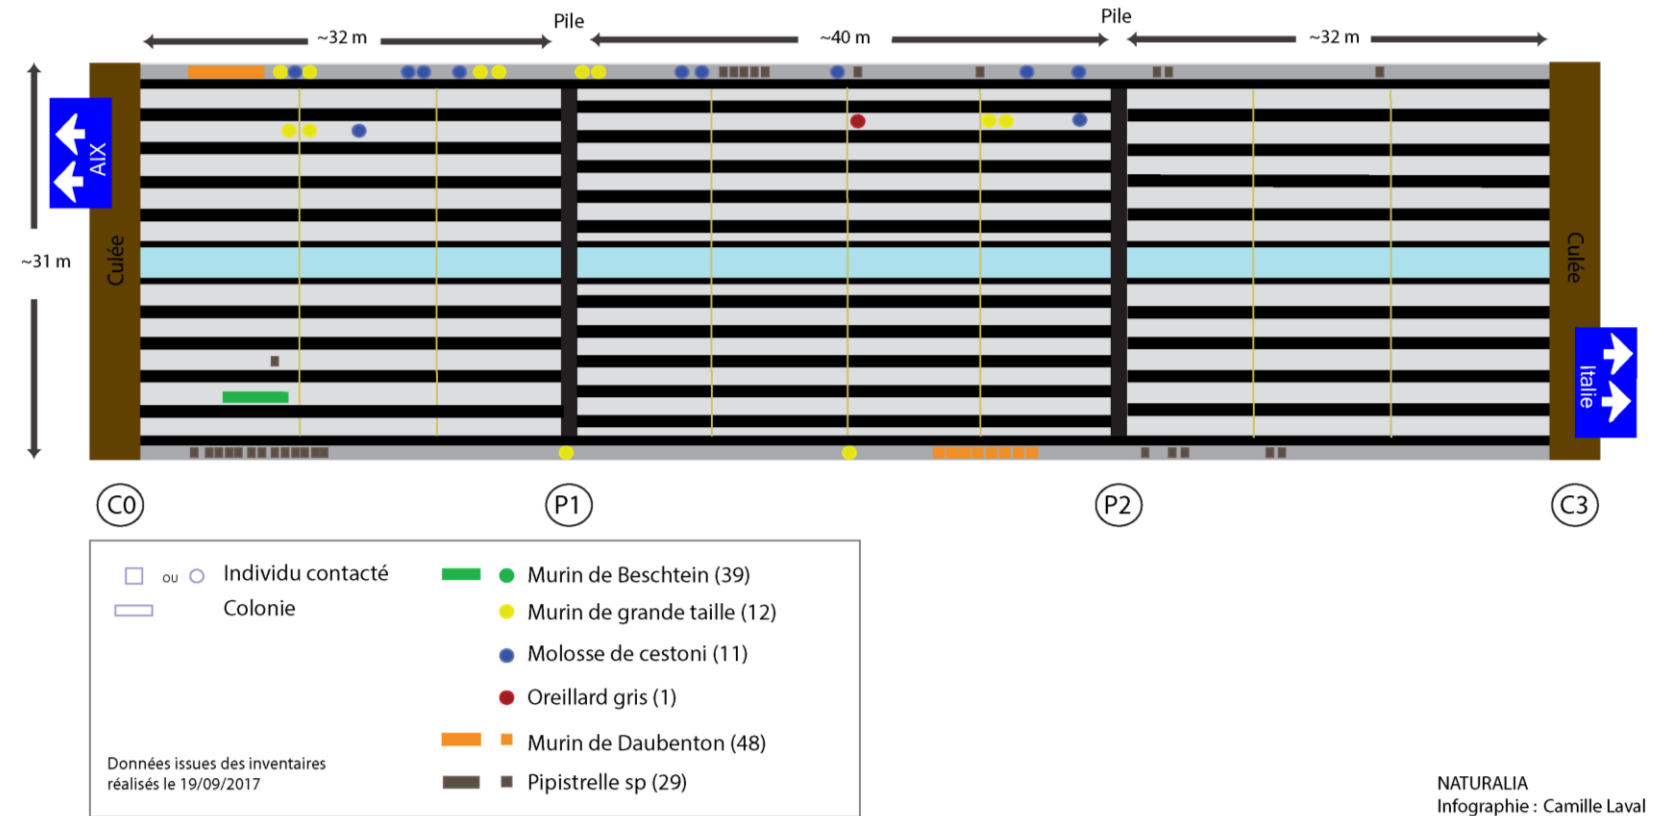 Pile
Pile
~32 m
~40 m
~32 m
AIX
Culée
~31 m
Culée
Italie
C0
P1
P2
C3
ou Individu contacté
Colonie
Murin de Beschtein (39)
Murin de grande taille (12)
Molosse de cestoni (11)
Oreillard gris (1)
Murin de Daubenton (48)
Pipistrelle sp (29)
Données issues des inventaires
réalisés le 19/09/2017
NATURALIA
Infographie : Camille Laval